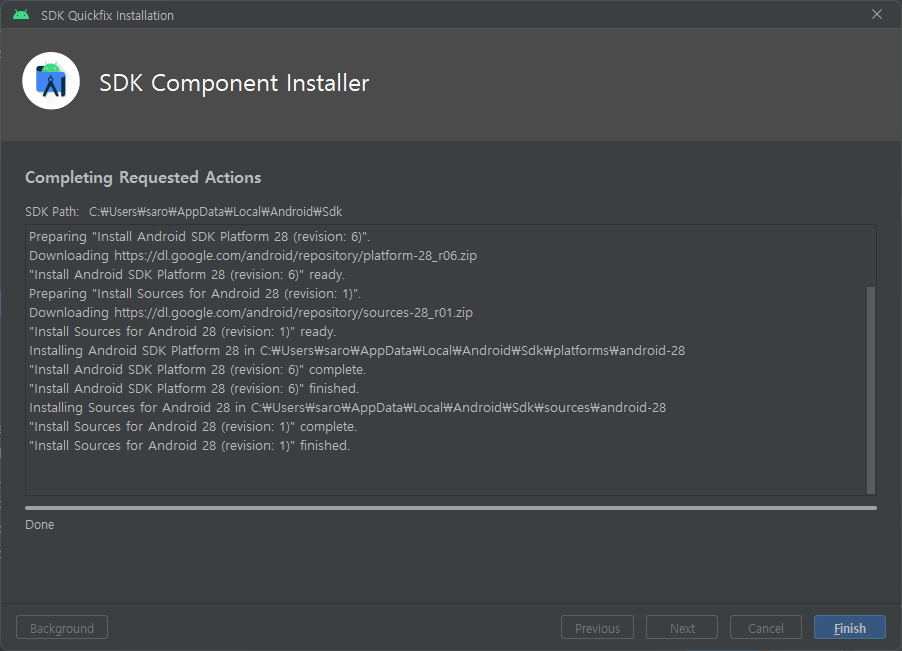 SDK Quickfix Installation
SDK Component Installer
Completing Requested Actions
SDK Path: C:₩Users₩saro₩AppData₩Local₩Android₩Sdk
Preparing "Install Android SDK Platform 28 (revision: 6)".
Downloading https://dl.google.com/android/repository/platform-28_r06.zip
"Install Android SDK Platform 28 (revision: 6)" ready.
Preparing "Install Sources for Android 28 (revision: 1)".
Downloading https://dl.google.com/android/repository/sources-28_r01.zip
"Install Sources for Android 28 (revision: 1)" ready.
Installing Android SDK Platform 28 in C:₩Users₩saro₩AppData₩Local₩Android₩Sdk₩platforms₩android-28
"Install Android SDK Platform 28 (revision: 6)" complete.
"Install Android SDK Platform 28 (revision: 6)" finished.
Installing Sources for Android 28 in C:₩Users₩saro₩AppData₩Local₩Android₩Sdk₩sources₩android-28
"Install Sources for Android 28 (revision: 1)" complete.
"Install Sources for Android 28 (revision: 1)" finished.
Done
Background Previous Next Cancel Finish